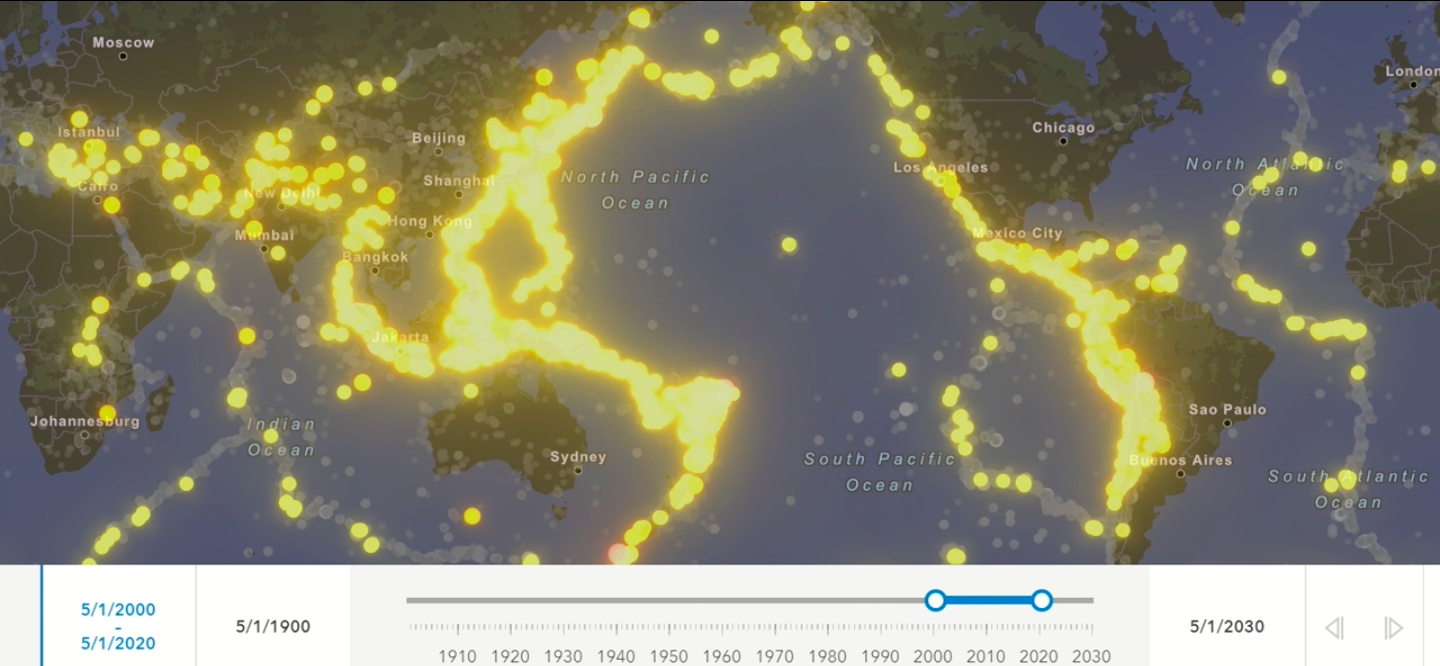 Moscow
London
Istanbul
Beijing
Chicago
Cairo
New Delhi
Shanghai
North Pacific
Ocean
Los Angeles
North Atlantic
Ocean
Mumbai
Hong Kong
Bangkok
Mexico City
Jakarta
Johannesburg
Indian
Ocean
Sydney
South Pacific
Ocean
Sao Paulo
Buenos Aires
South Atlantic
Ocean
5/1/2000
-
5/1/2020
5/1/1900
1910 1920 1930 1940 1950 1960 1970 1980 1990 2000 2010 2020 2030
5/1/2030